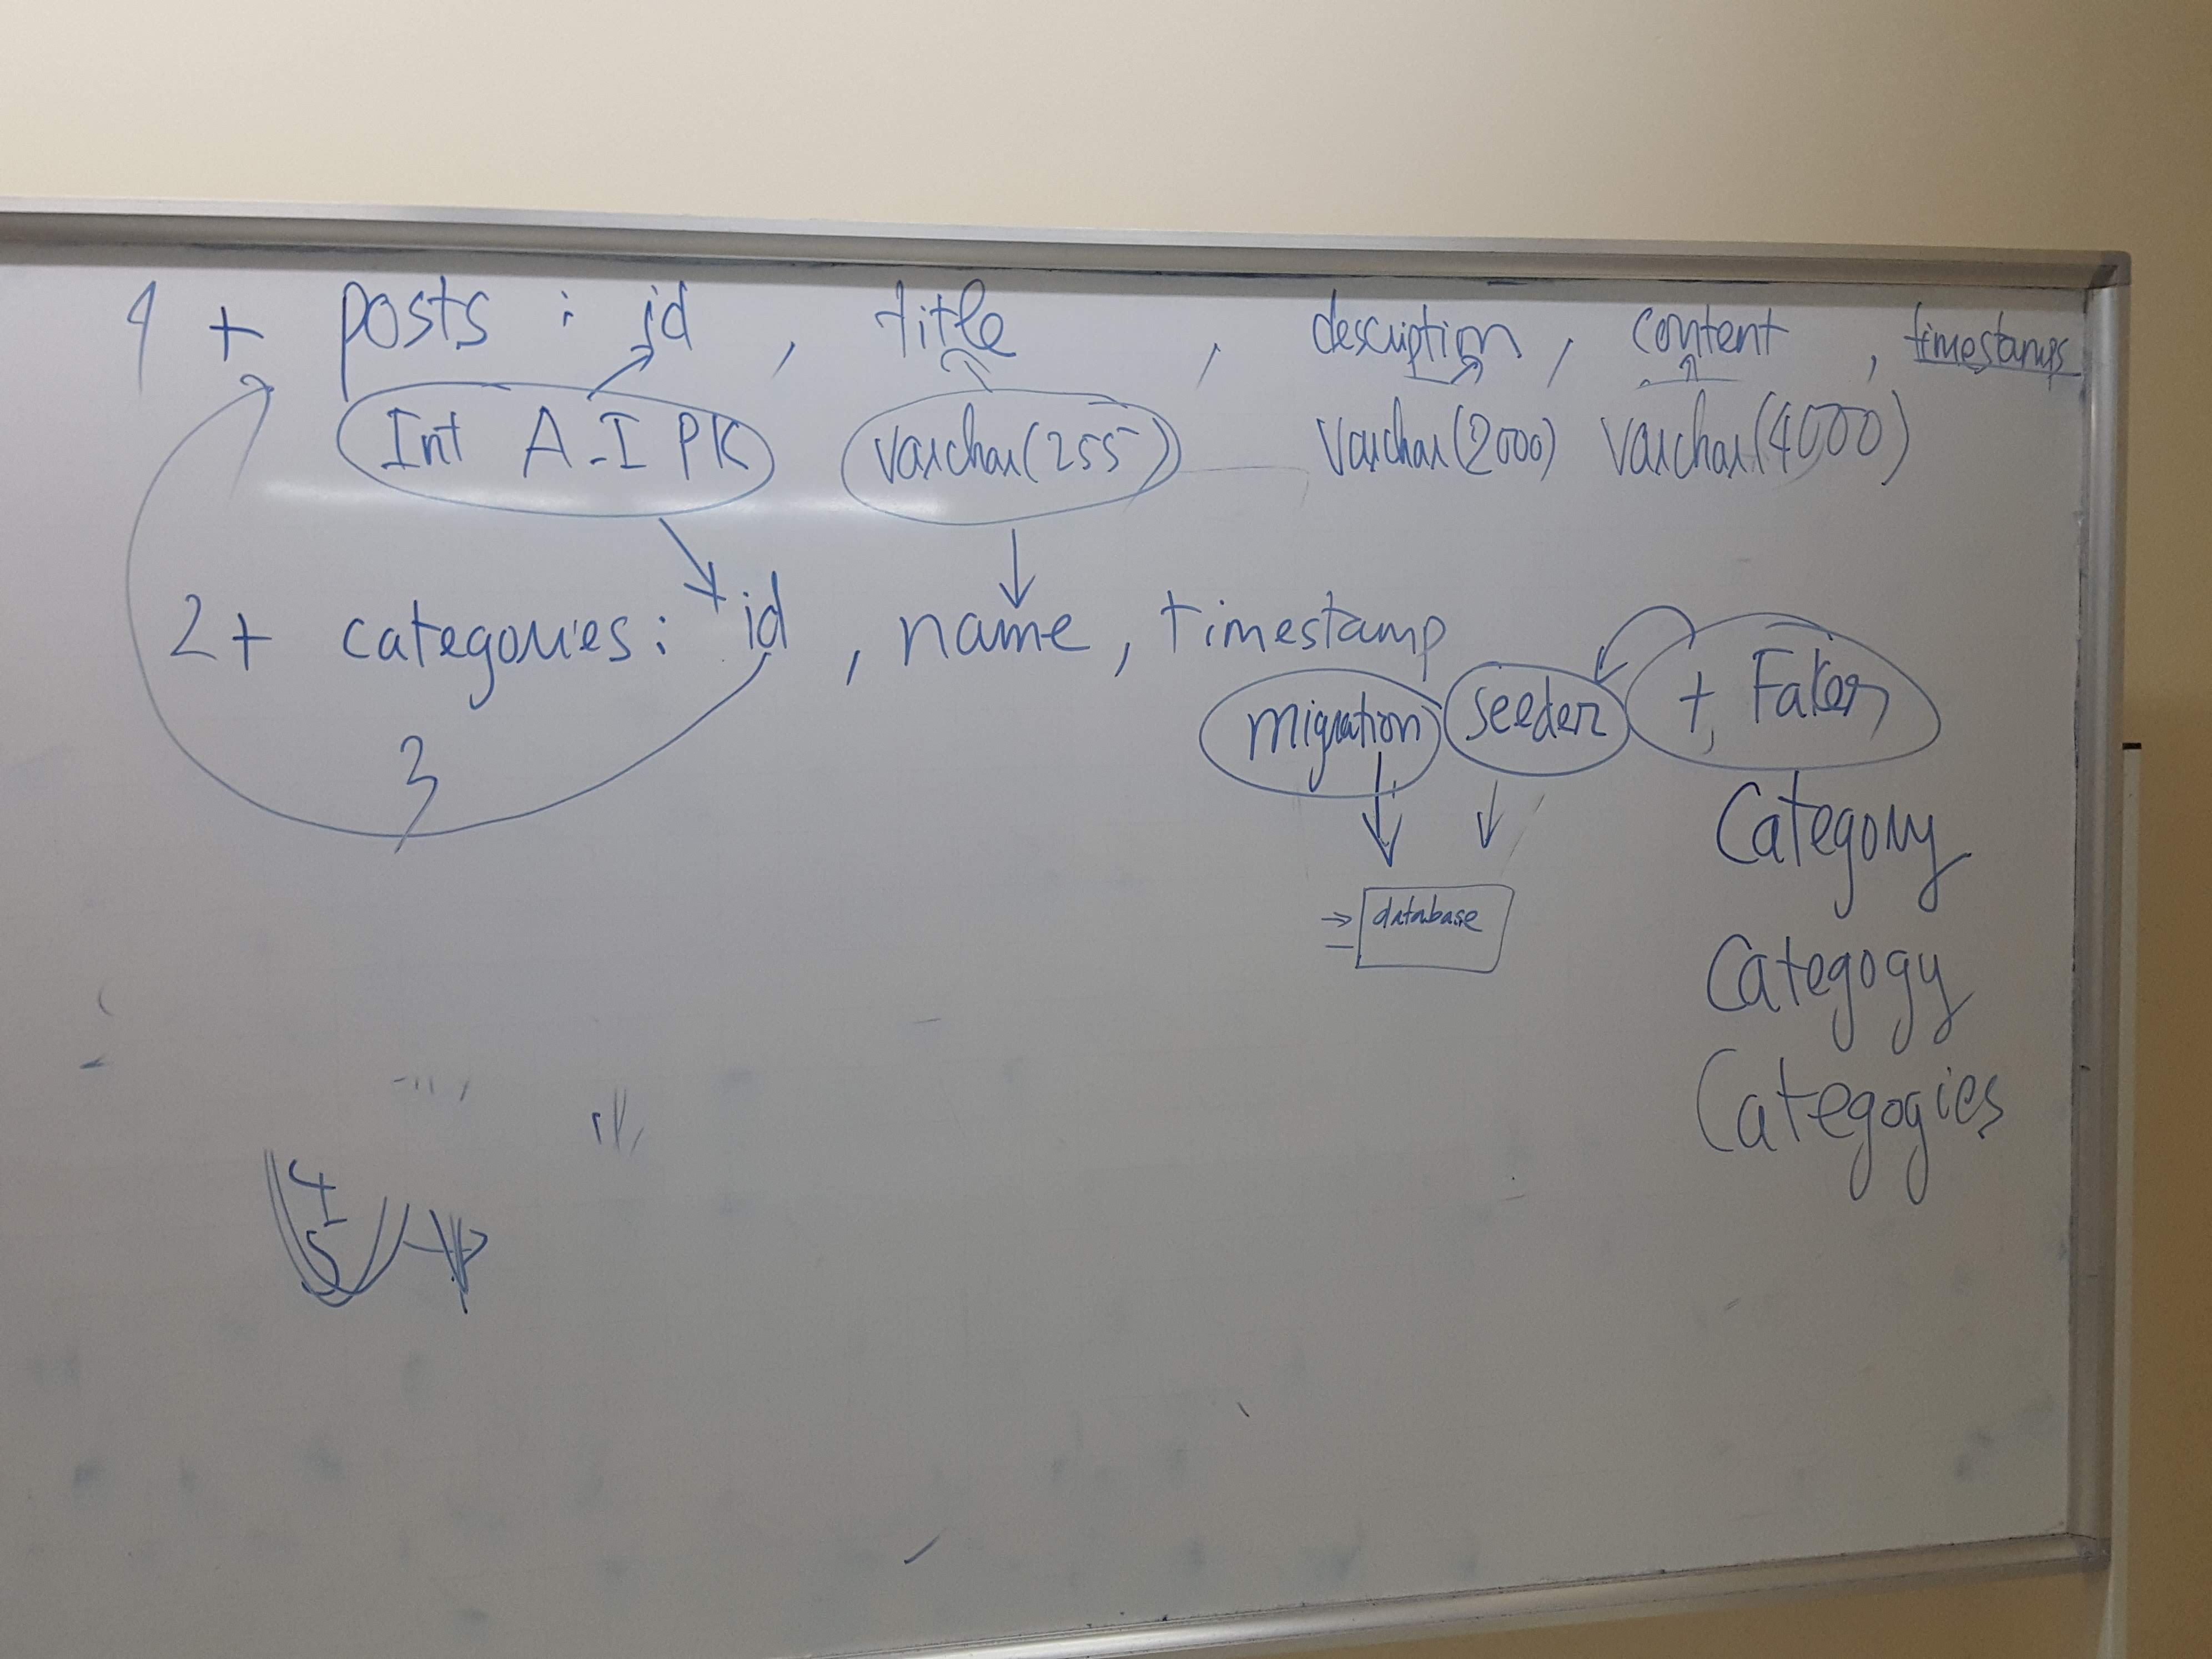 4 + posts : id , title , description , content , timestamps
Int A.I PK varchar(255) varchar(2000) varchar(4000)
2+ categories: id , name , timestamp
migration seeder + Faker
3
Category
database
Categogy
Categogies
4
5